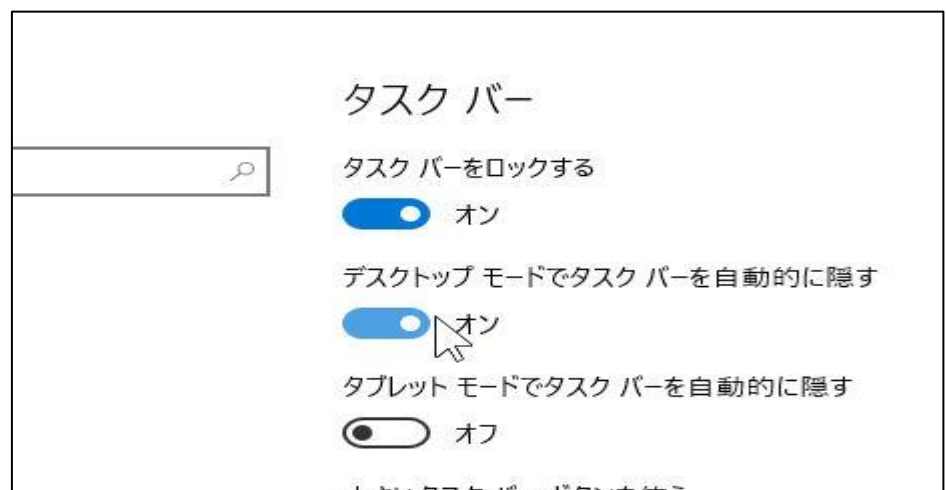 タスク バー
タスク バーをロックする
オン
デスクトップ モードでタスク バーを自動的に隠す
オン
タブレット モードでタスク バーを自動的に隠す
オフ